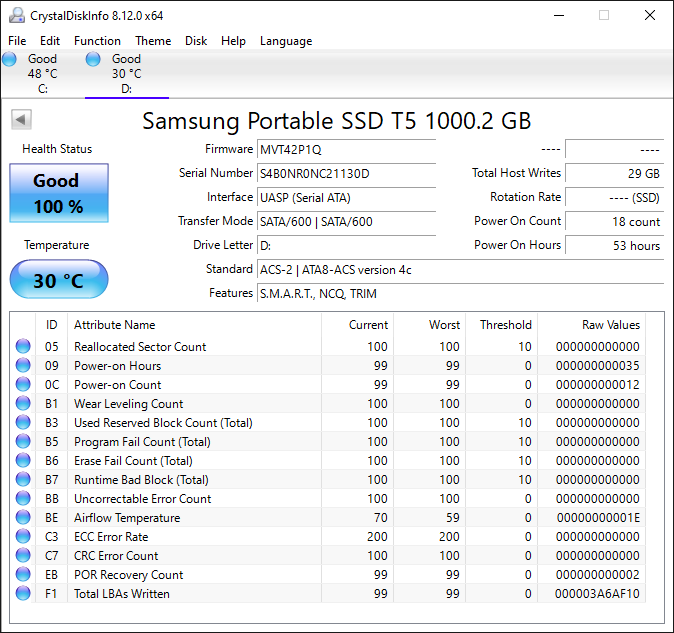 CrystalDiskInfo 8.12.0 x64
File Edit Function Theme Disk Help Language
Good Good
48 °C 30 °C
C: D:
Samsung Portable SSD T5 1000.2 GB
Health Status
Good
100 %
Temperature
30 °C
Firmware MVT42P1Q ---- ----
Serial Number S4B0NR0NC21130D Total Host Writes 29 GB
Interface UASP (Serial ATA) Rotation Rate ---- (SSD)
Transfer Mode SATA/600 | SATA/600 Power On Count 18 count
Drive Letter D: Power On Hours 53 hours
Standard ACS-2 | ATA8-ACS version 4c
Features S.M.A.R.T., NCQ, TRIM
ID Attribute Name Current Worst Threshold Raw Values
05 Reallocated Sector Count 100 100 10 000000000000
09 Power-on Hours 99 99 0 000000000035
0C Power-on Count 99 99 0 000000000012
B1 Wear Leveling Count 100 100 0 000000000000
B3 Used Reserved Block Count (Total) 100 100 10 000000000000
B5 Program Fail Count (Total) 100 100 10 000000000000
B6 Erase Fail Count (Total) 100 100 10 000000000000
B7 Runtime Bad Block (Total) 100 100 10 000000000000
BB Uncorrectable Error Count 100 100 0 000000000000
BE Airflow Temperature 70 59 0 00000000001E
C3 ECC Error Rate 200 200 0 000000000000
C7 CRC Error Count 100 100 0 000000000000
EB POR Recovery Count 99 99 0 000000000002
F1 Total LBAs Written 99 99 0 000003A6AF10